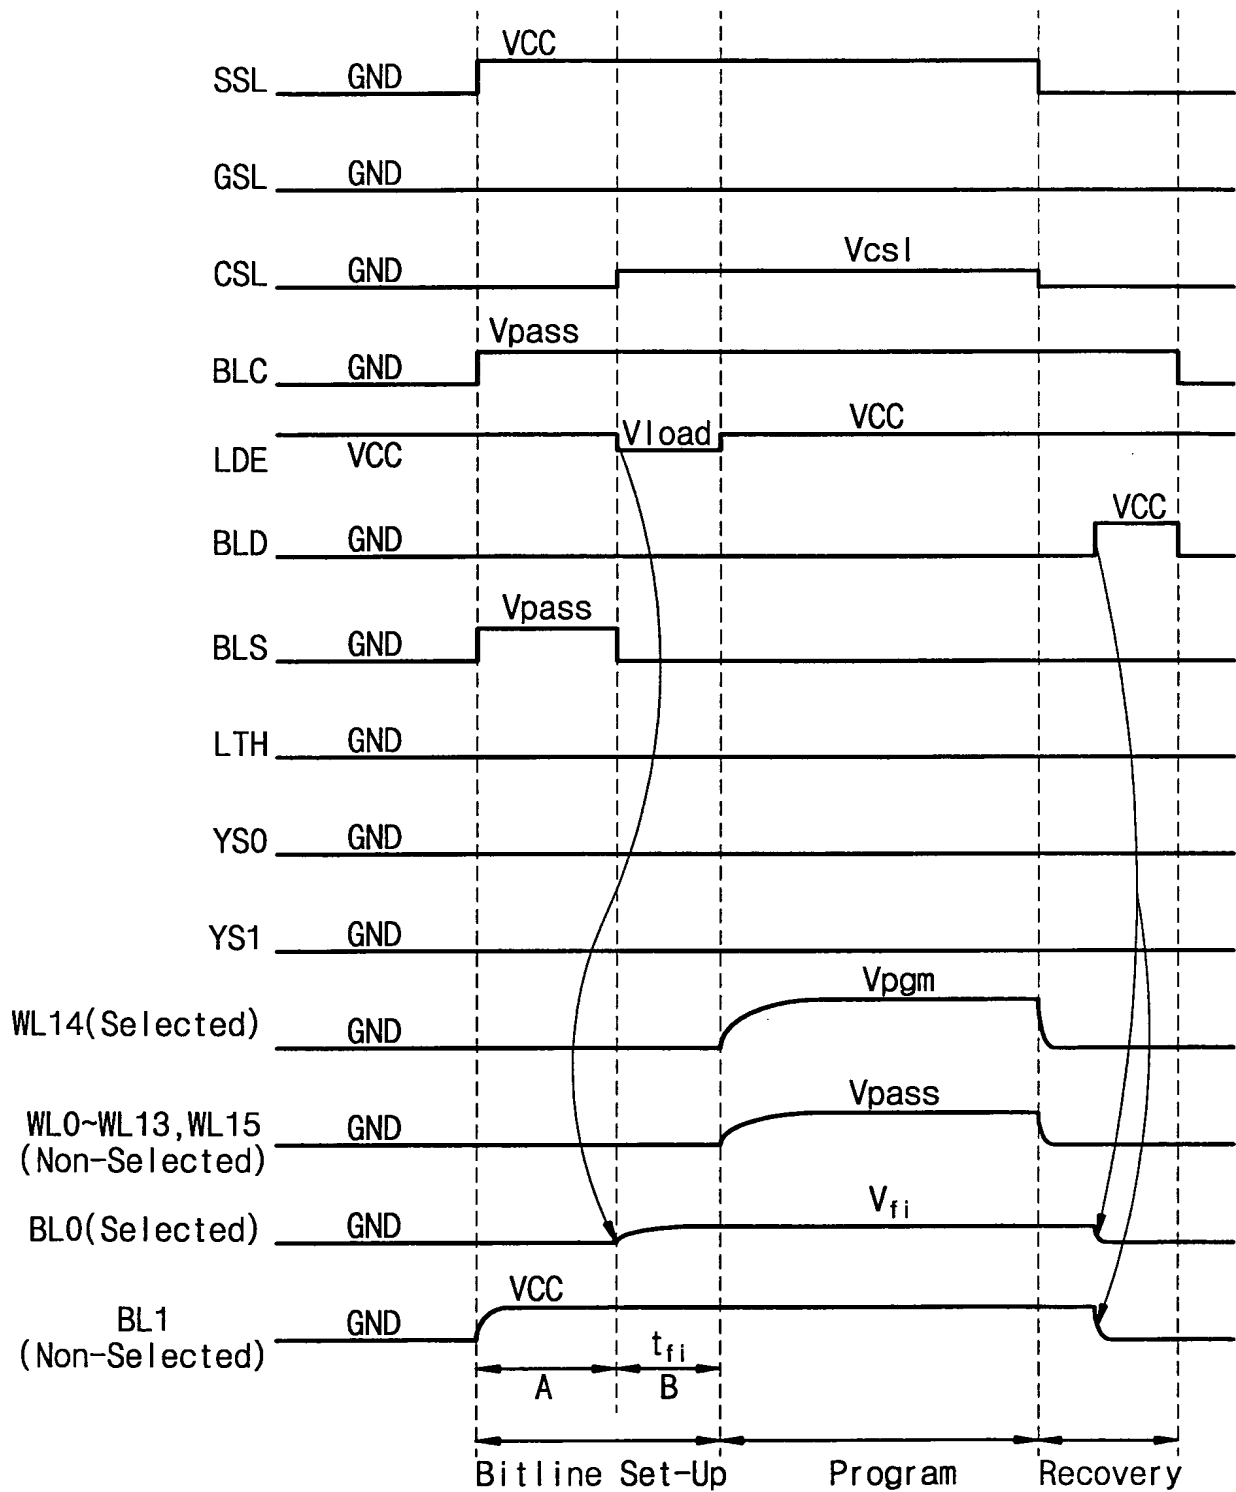 VCC
SSL GND
GSL GND
Vcsl
CSL GND
Vpass
BLC GND
Vload VCC
LDE VCC
VCC
BLD GND
Vpass
BLS GND
LTH GND
YS0 GND
YS1 GND
Vpgm
WL14(Selected) GND
Vpass
WL0~WL13,WL15 GND
(Non-Selected)
Vfi
BL0(Selected) GND
VCC
BL1 GND
(Non-Selected)
tfi
A B
Bitline Set-Up Program Recovery